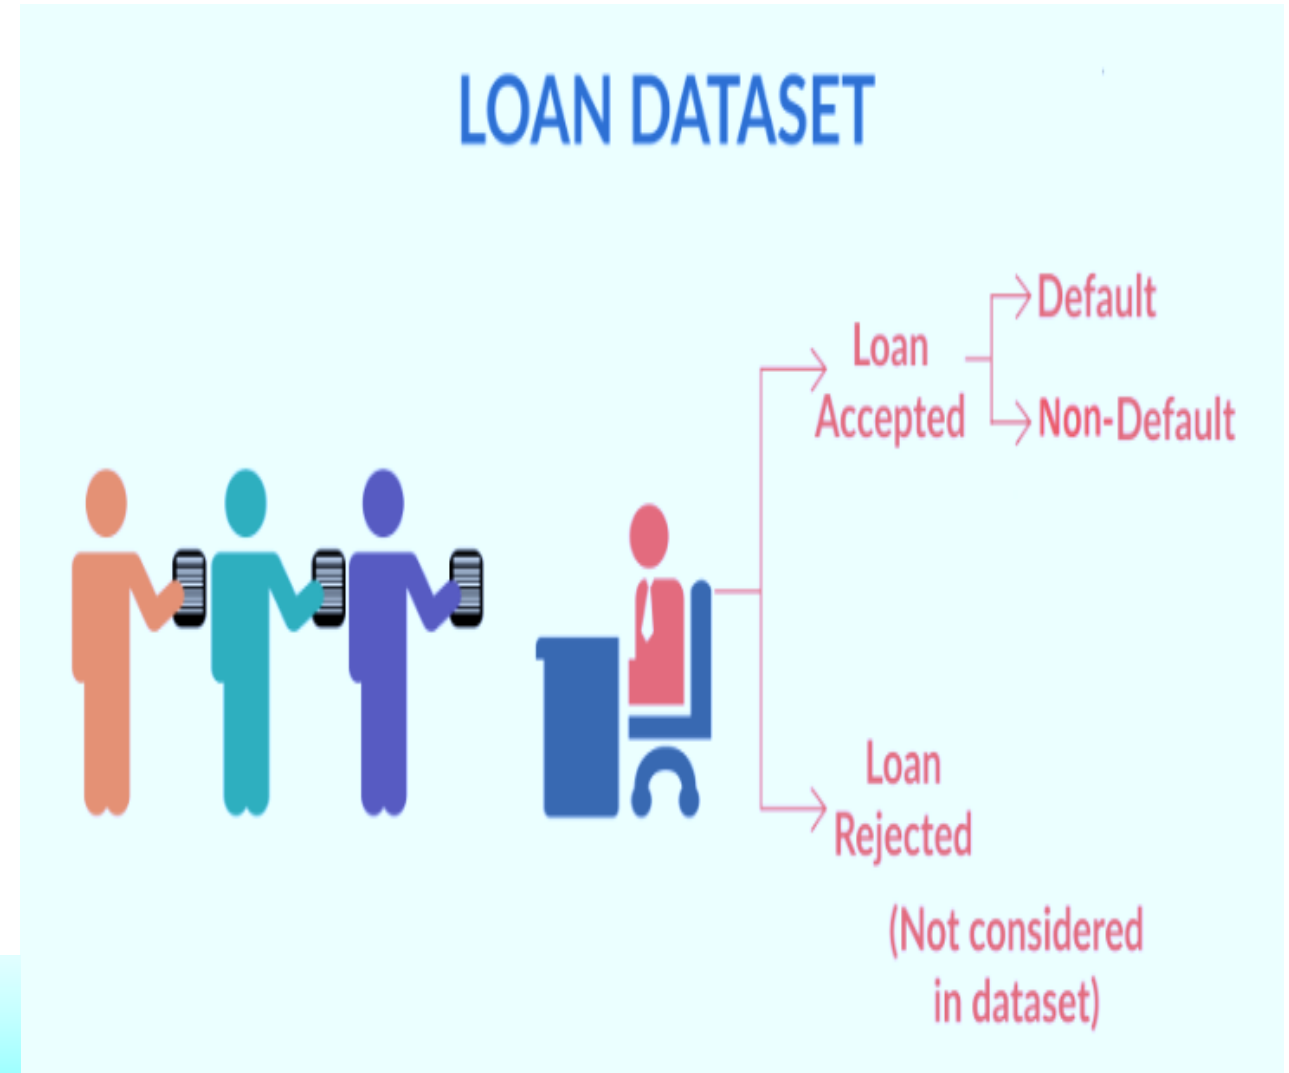 LOAN DATASET
Default
Loan
Accepted
Non-Default
Loan
Rejected
(Not considered
in dataset)